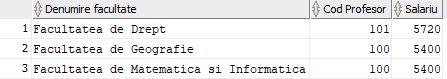 Denumire facultate Cod Profesor Salariu
1 Facultatea de Drept 101 5720
2 Facultatea de Geografie 100 5400
3 Facultatea de Matematica si Informatica 100 5400